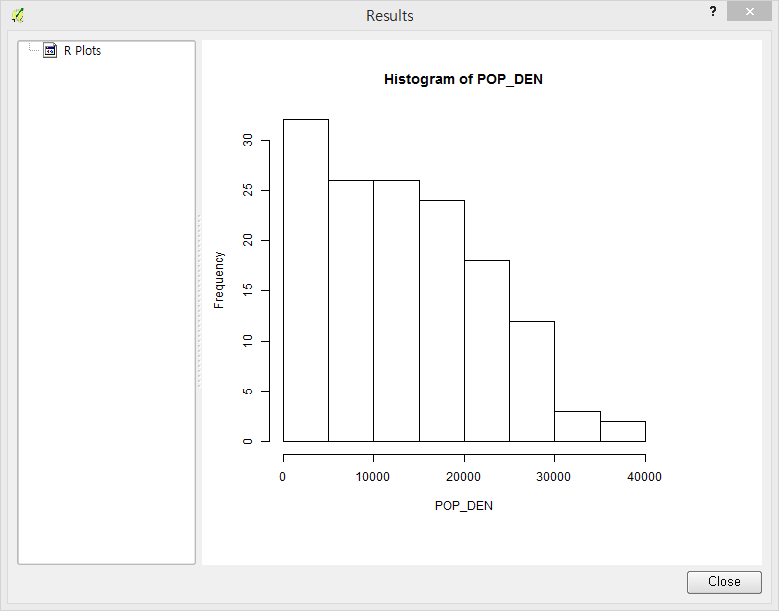 Results
?
R Plots
Histogram of POP_DEN
30
25
20
15
10
5
0
Frequency
0 10000 20000 30000 40000
POP_DEN
Close